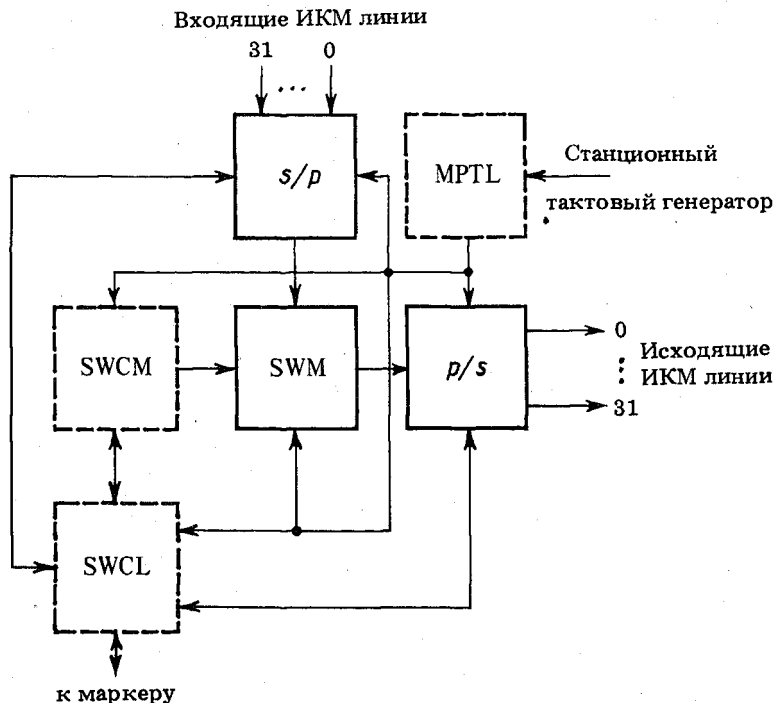 Входящие ИКМ линии
31 ... 0
s/p
MPTL
Станционный
тактовый генератор
SWCM
SWM
p/s
0
Исходящие
ИКМ линии
31
SWCL
к маркеру